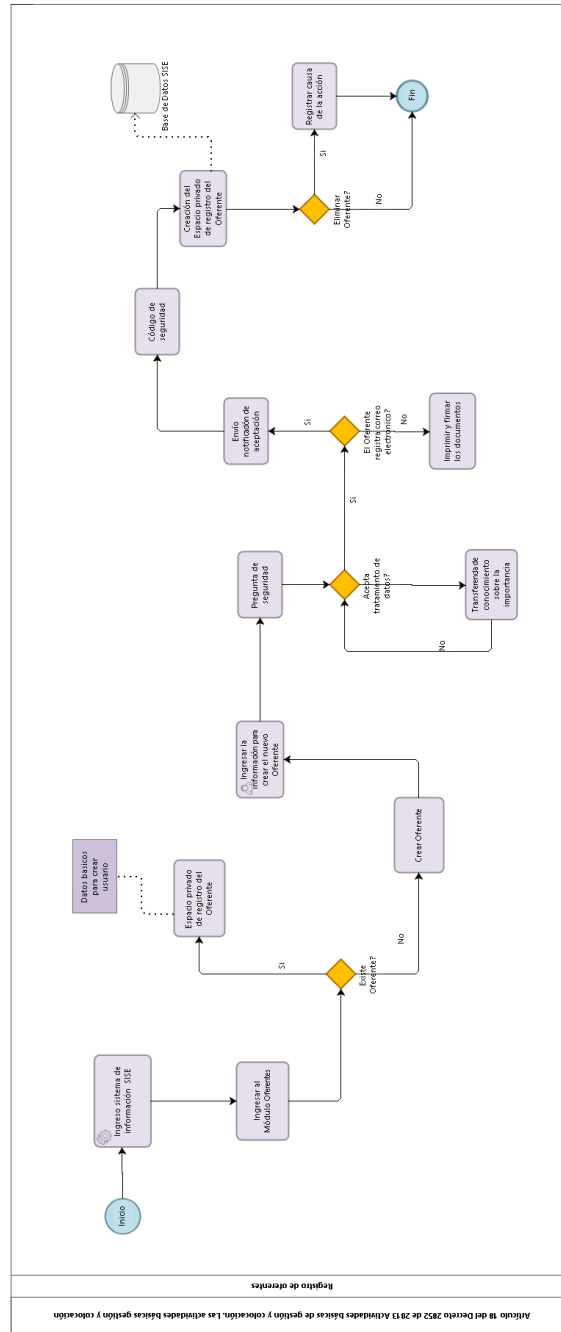 Artículo 18 del Decreto 2852 de 2013 Actividades básicas de gestión y colocación. Las actividades básicas gestión y colocación
Registro de oferentes
Inicio
Ingreso sistema de
información SISE
Ingresar al
Módulo Oferentes
Existe
Oferente?
Si
No
Espacio privado
de registro del
Oferente
Datos basicos
para crear
usuario
Crear Oferente
Ingresar la
información para
crear el nuevo
Oferente
Pregunta de
seguridad
Acepta
tratamiento de
datos?
No
Transferencia de
conocimiento
sobre la
importancia
Si
El Oferente
registra correo
electronico?
No
Imprimir y firmar
los documentos
Si
Envío
notificación de
aceptación
Código de
seguridad
Creación del
Espacio privado
de registro del
Oferente
Base de Datos SISE
Eliminar
Oferente?
Si
No
Registrar causa
de la acción
Fin